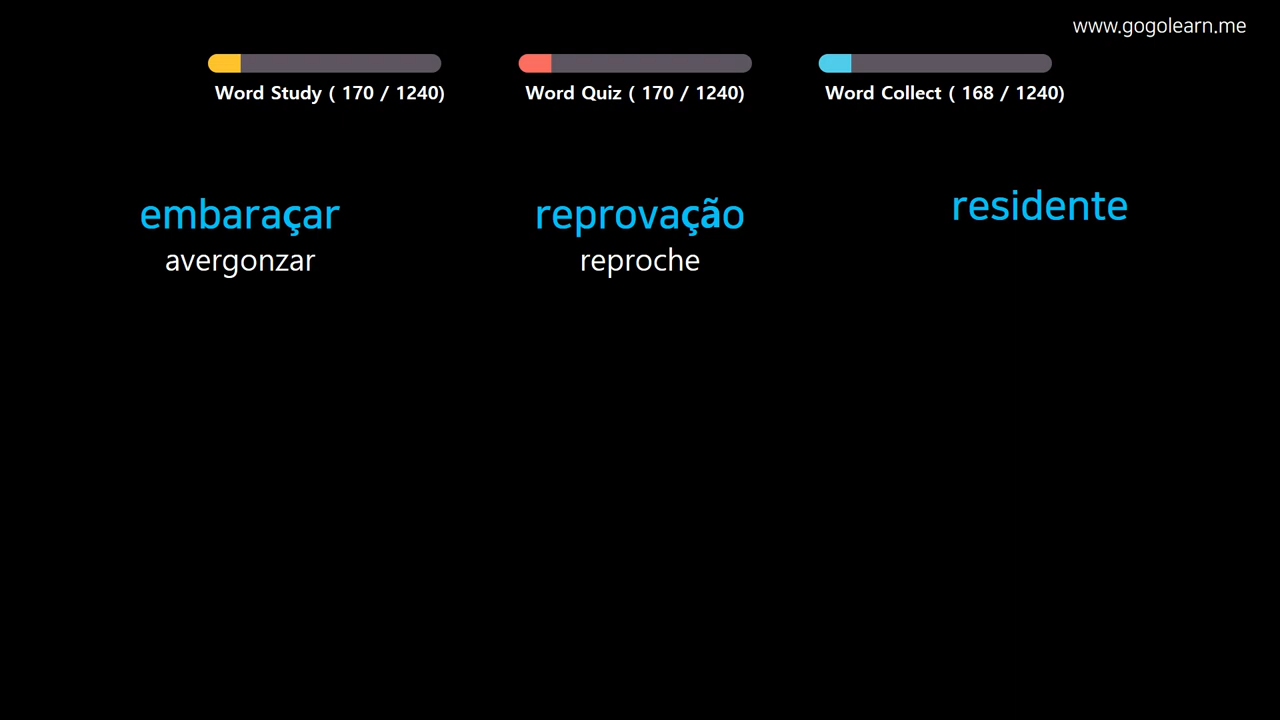 www.gogolearn.me
Word Study ( 170 / 1240)
Word Quiz ( 170 / 1240)
Word Collect ( 168 / 1240)
embaraçar
avergonzar
reprovação
reproche
residente